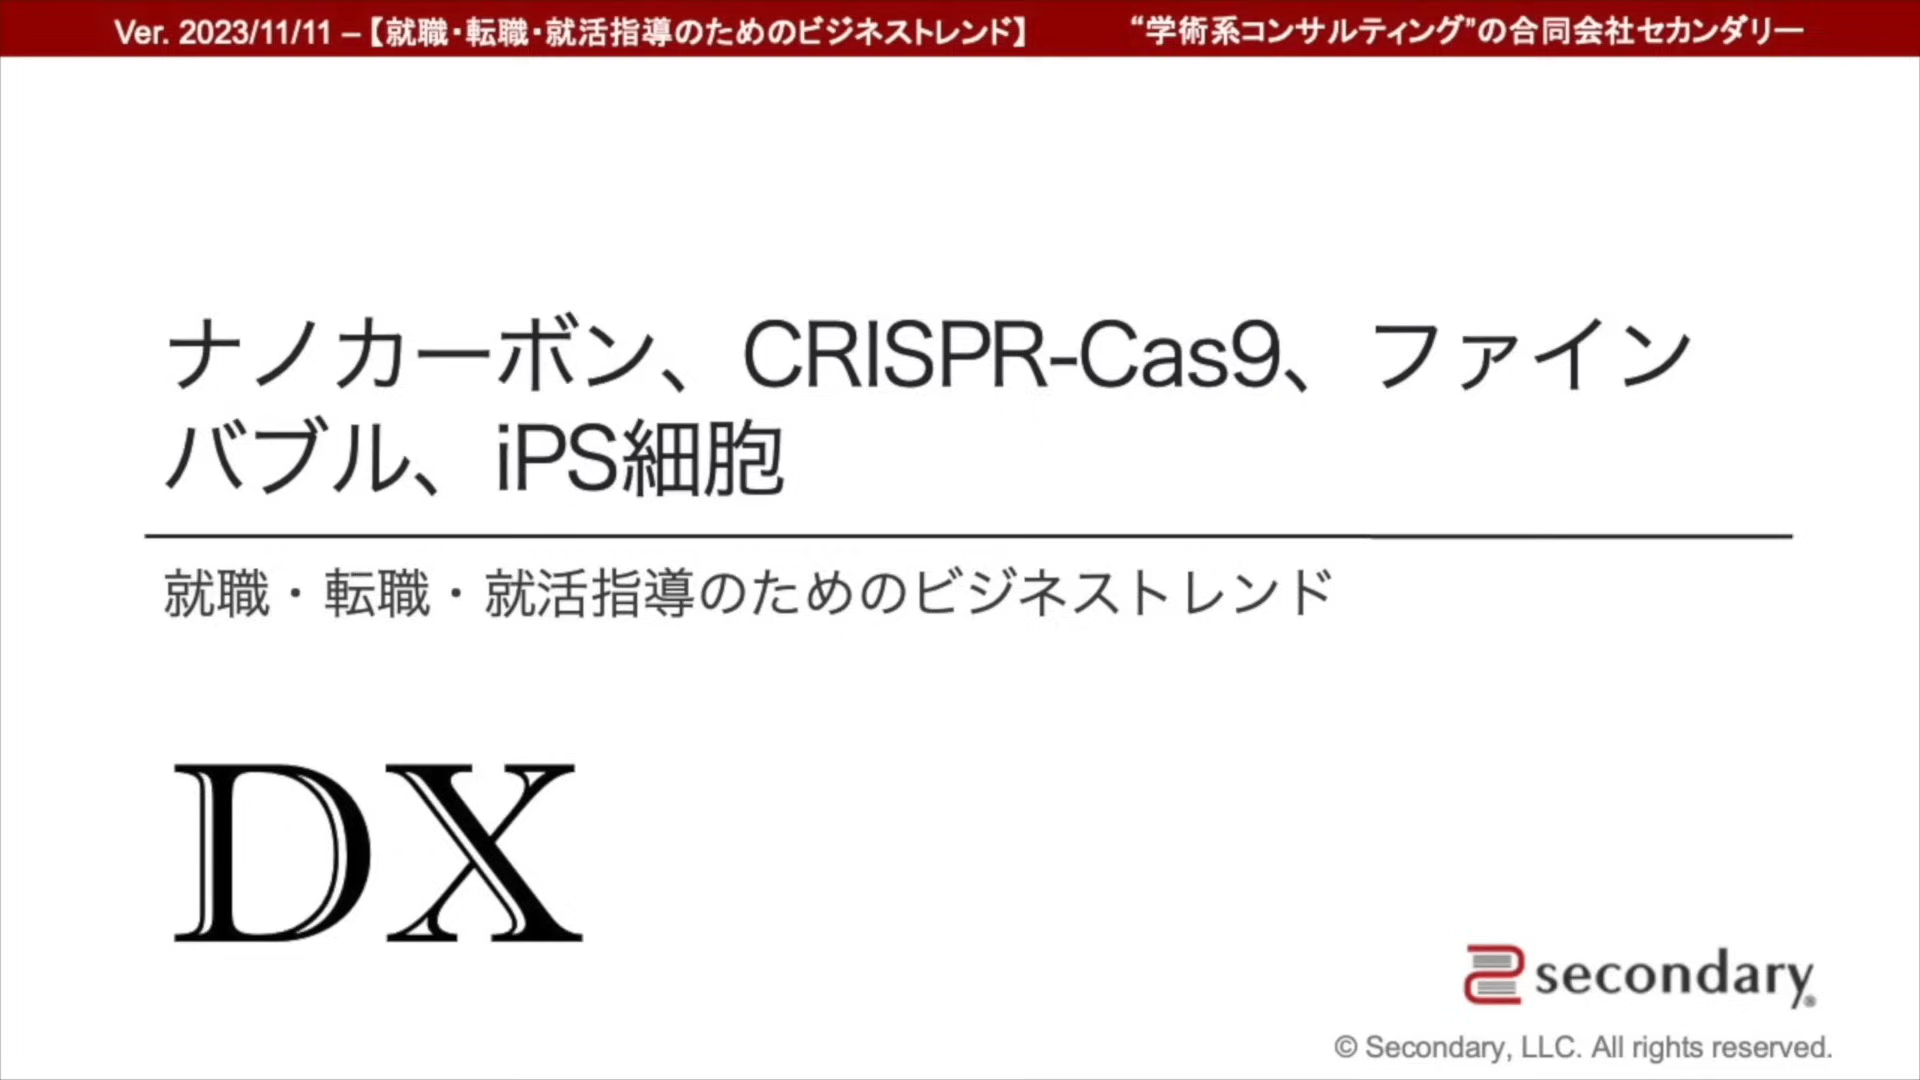 Ver. 2023/11/11 –【就職・転職・就活指導のためのビジネストレンド】 “学術系コンサルティング”の合同会社セカンダリー
ナノカーボン、CRISPR-Cas9、ファイン
バブル、iPS細胞
就職・転職・就活指導のためのビジネストレンド
DX
secondary®
© Secondary, LLC. All rights reserved.